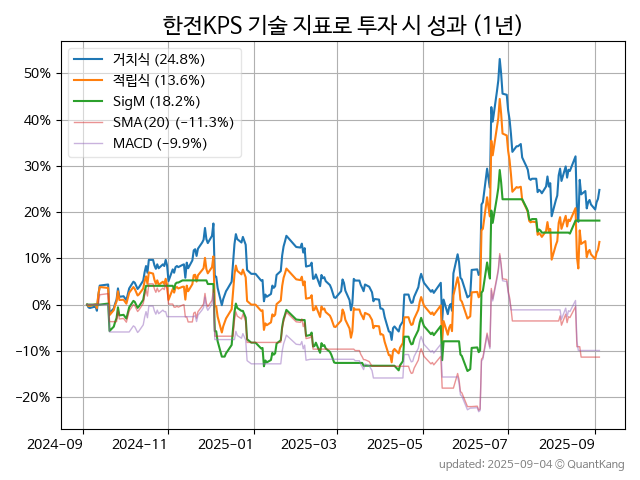 한전KPS 기술 지표로 투자 시 성과 (1년)
거치식 (24.8%)
적립식 (13.6%)
SigM (18.2%)
SMA(20) (−11.3%)
MACD (−9.9%)
50%
40%
30%
20%
10%
0%
−10%
−20%
2024-09 2024-11 2025-01 2025-03 2025-05 2025-07 2025-09
updated: 2025-09-04 © QuantKang